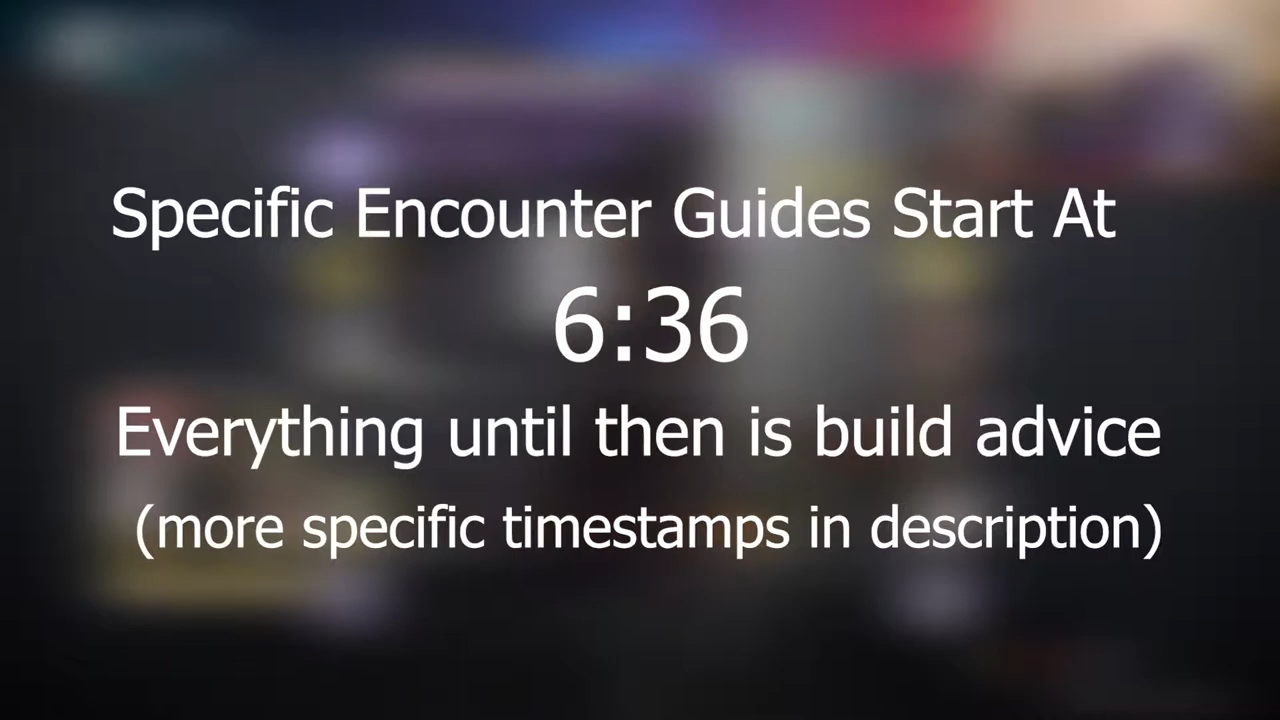 Specific Encounter Guides Start At
6:36
Everything until then is build advice
(more specific timestamps in description)